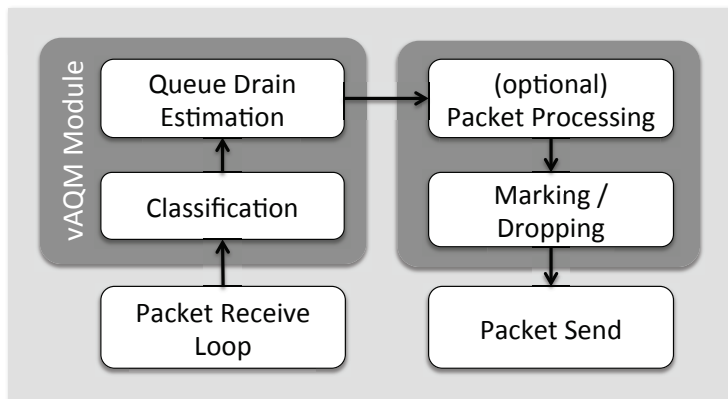 vAQM Module
Queue Drain
Estimation
Classification
Packet Receive
Loop
(optional)
Packet Processing
Marking /
Dropping
Packet Send